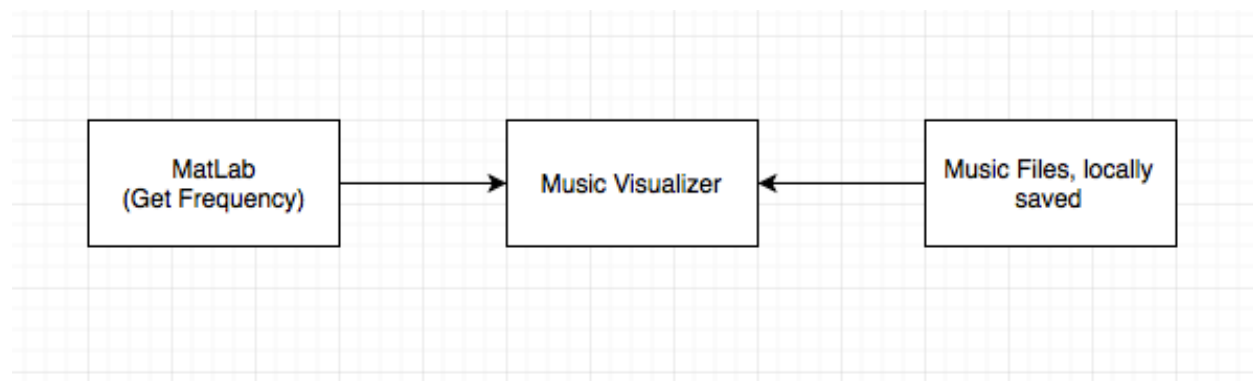 MatLab
(Get Frequency)
Music Visualizer
Music Files, locally
saved